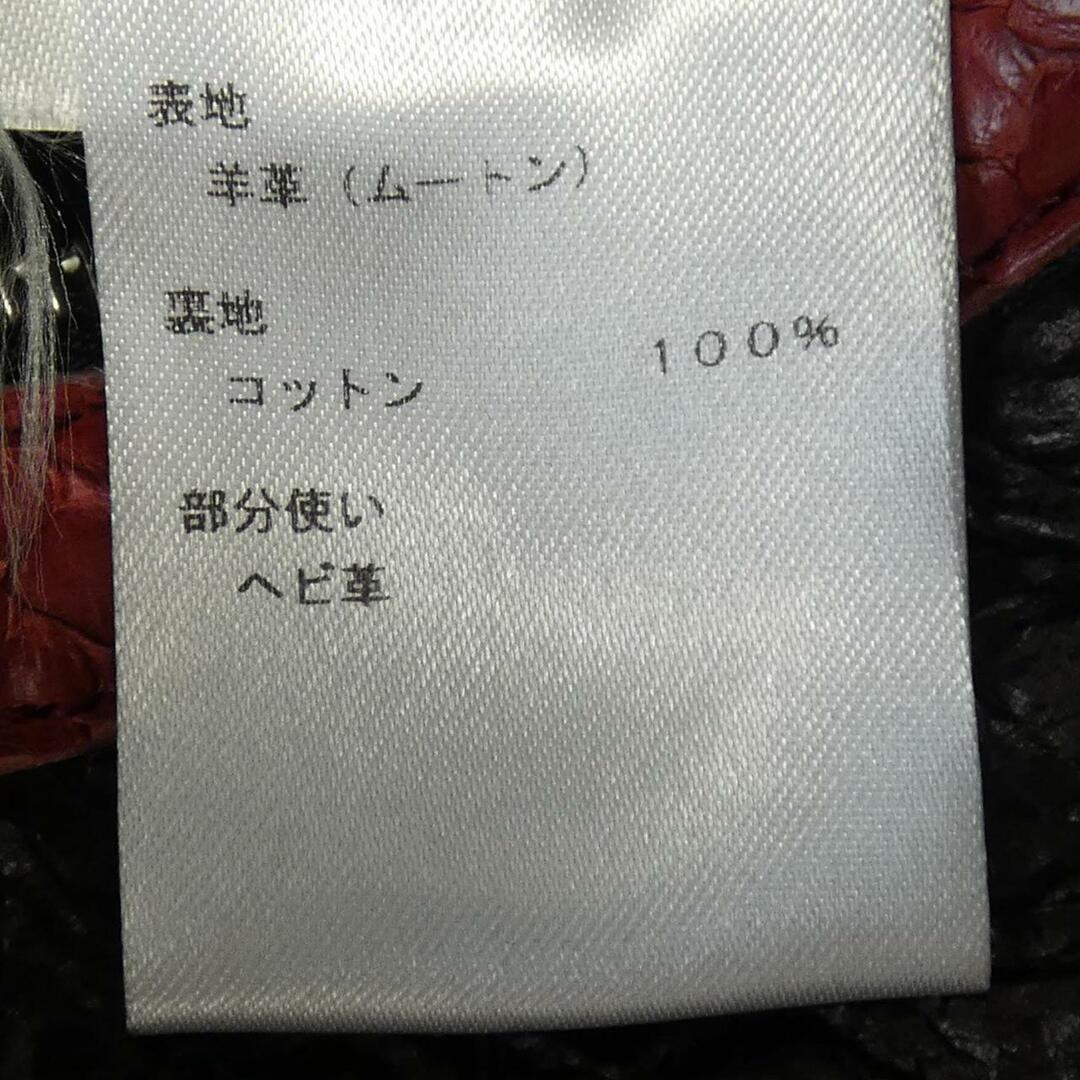 表地
羊革（ムートン）
裏地
コットン　１００％
部分使い
ヘビ革